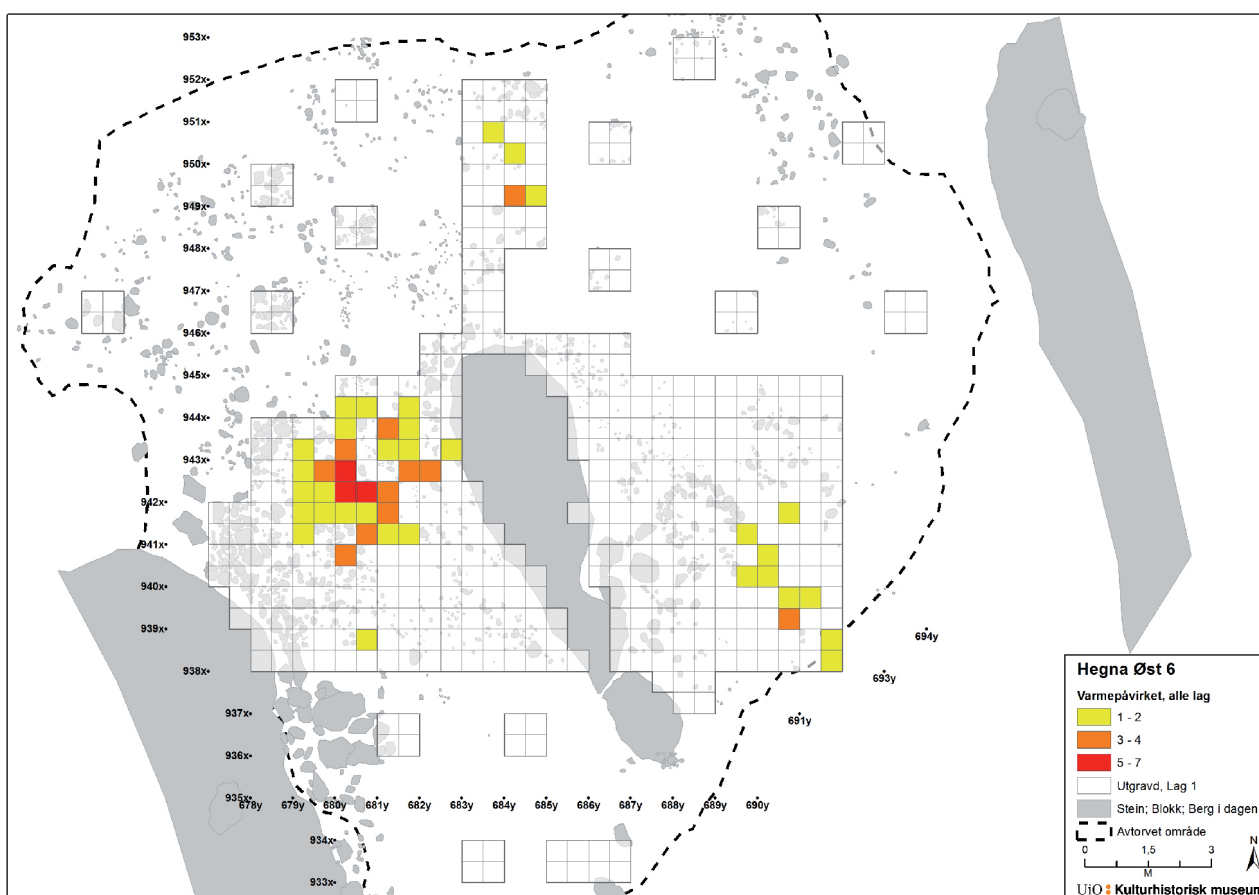 953x
952x
951x
950x
949x
948x
947x
946x
945x
944x
943x
942x
941x
940x
939x
938x
937x
936x
935x
934x
933x
678y 679y 680y 681y 682y 683y 684y 685y 686y 687y 688y 689y 690y
691y
693y
694y
Hegna Øst 6
Varmepåvirket, alle lag
1 - 2
3 - 4
5 - 7
Utgravd, Lag 1
Stein; Blokk; Berg i dagen
Avtorvet område
0 1,5 3
M
N
UiO Kulturhistorisk museum